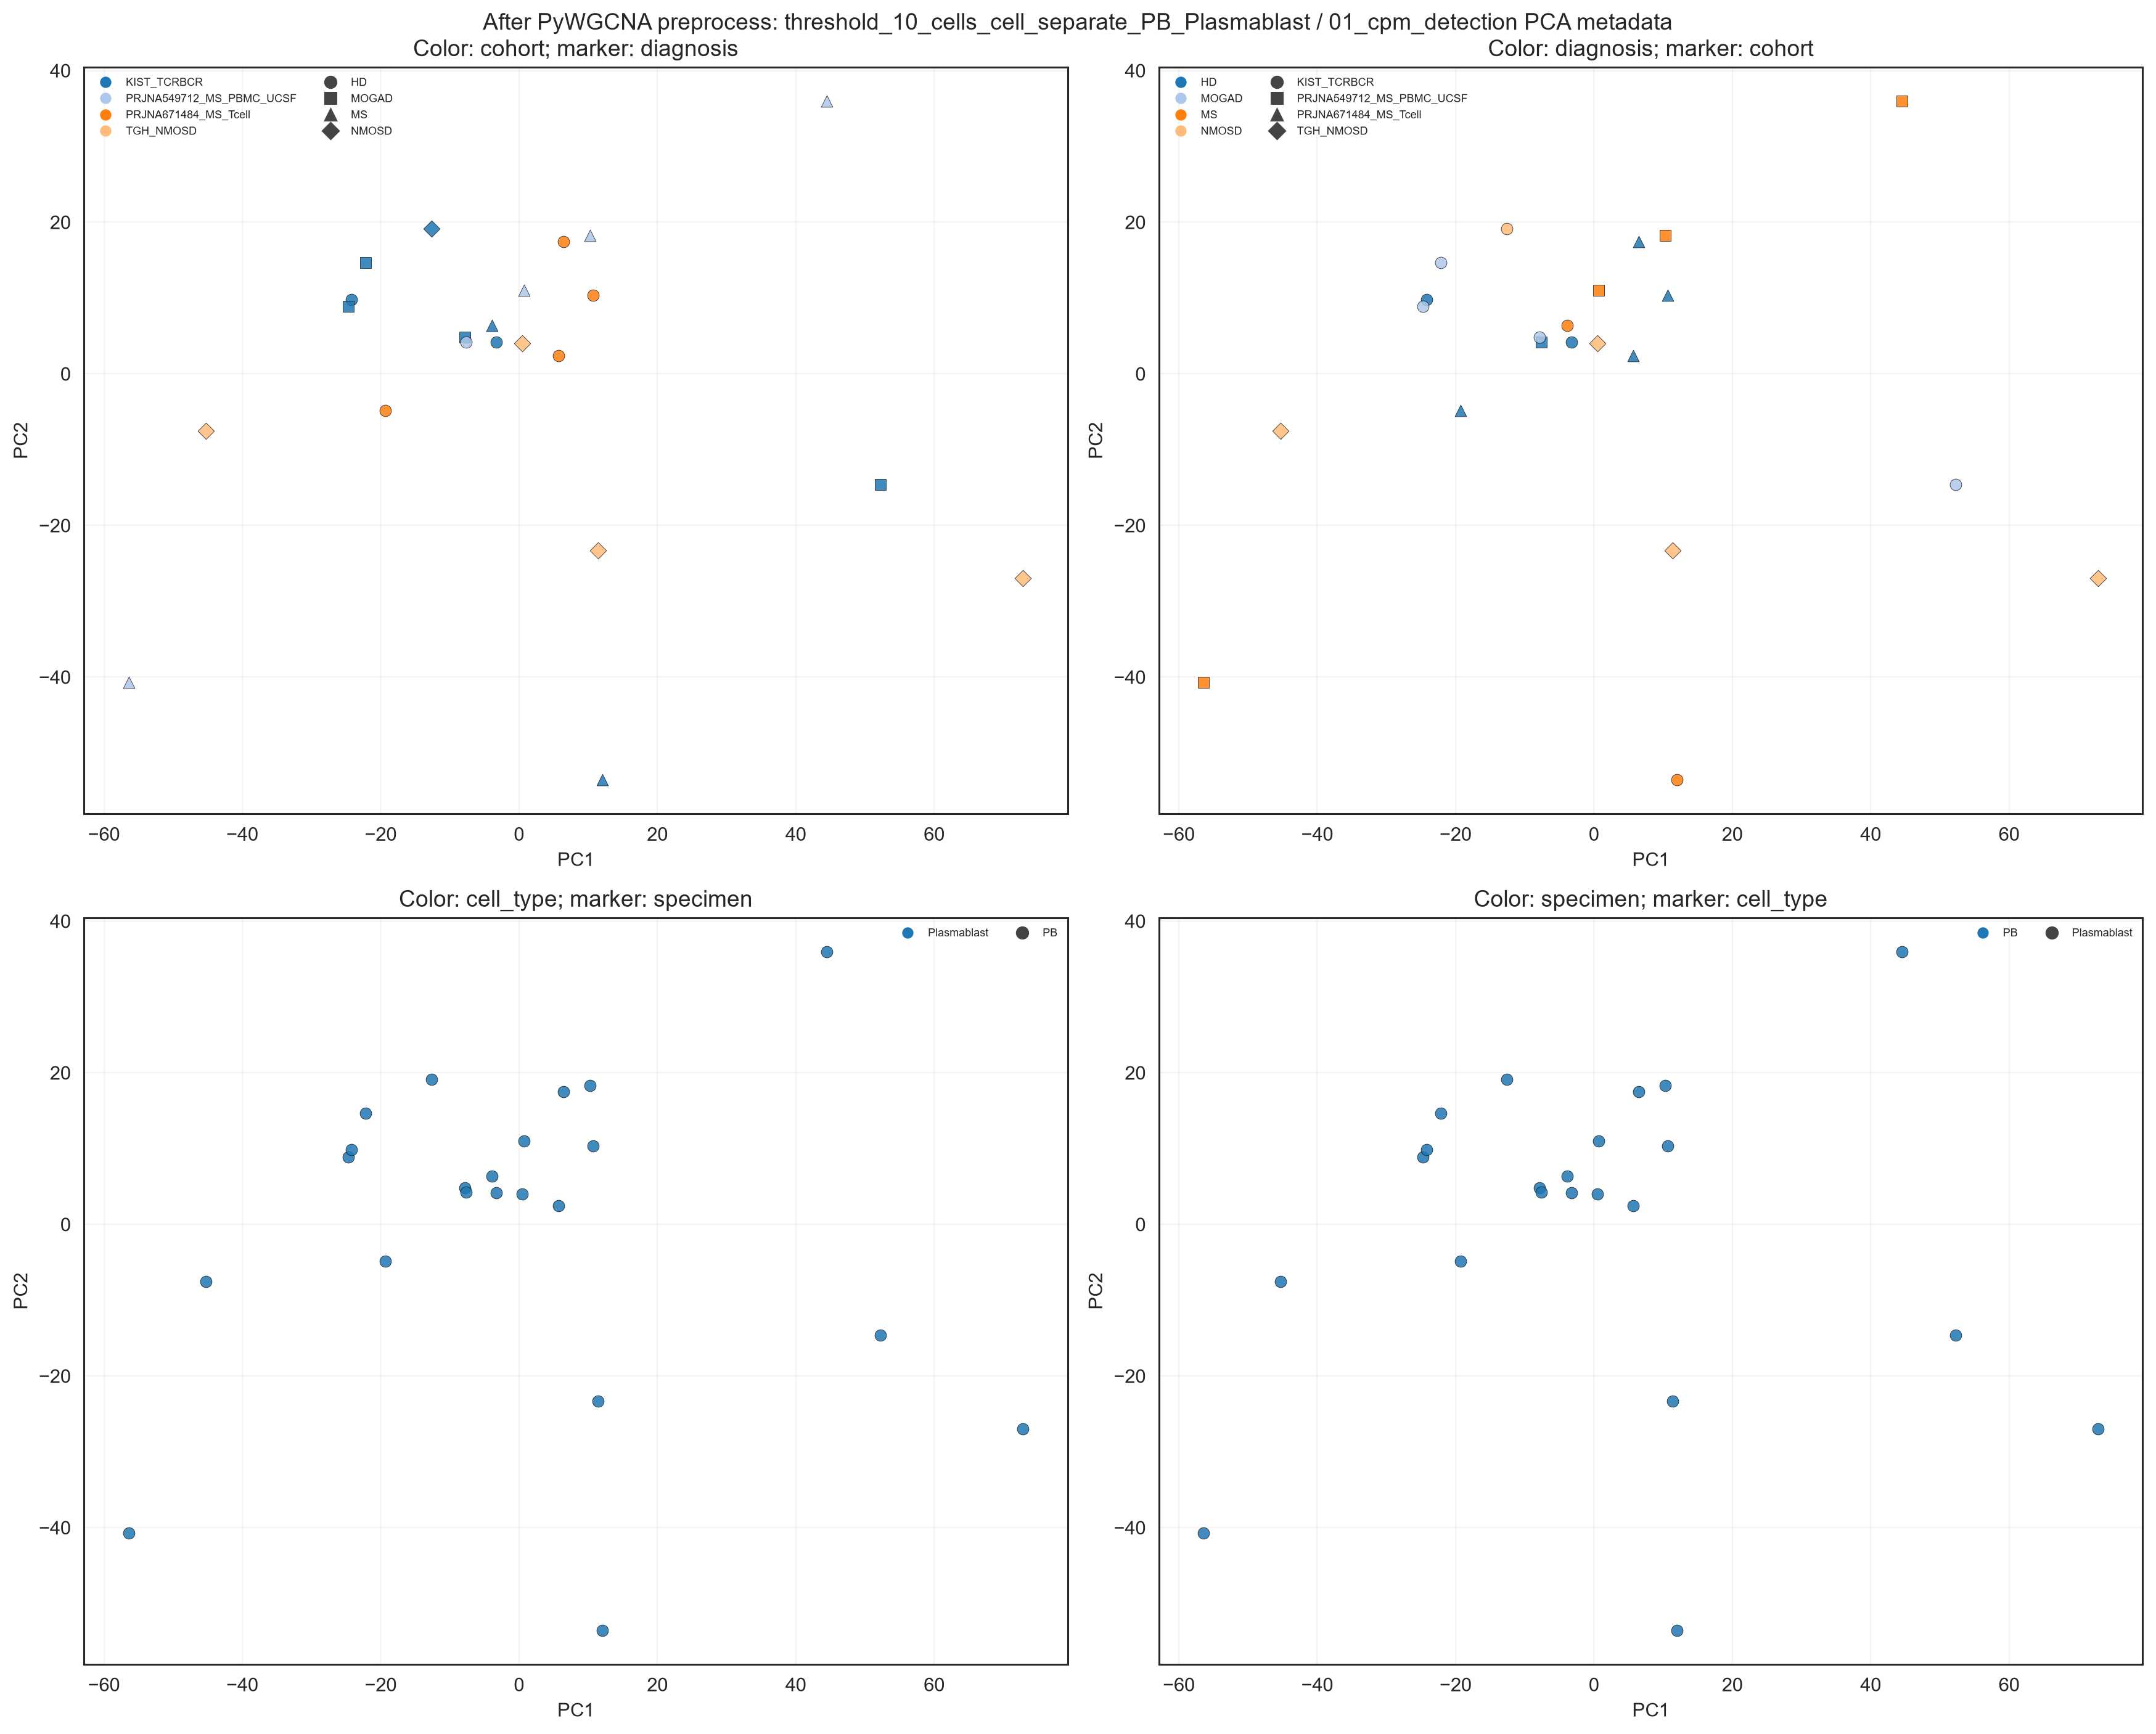 After PyWGCNA preprocess: threshold_10_cells_cell_separate_PB_Plasmablast / 01_cpm_detection PCA metadata
Color: cohort; marker: diagnosis
40
20
0
−20
−40
PC2
KIST_TCRBCR
PRJNA549712_MS_PBMC_UCSF
PRJNA671484_MS_Tcell
TGH_NMOSD
HD
MOGAD
MS
NMOSD
−60 −40 −20 0 20 40 60
PC1
Color: diagnosis; marker: cohort
40
20
0
−20
−40
PC2
HD
MOGAD
MS
NMOSD
KIST_TCRBCR
PRJNA549712_MS_PBMC_UCSF
PRJNA671484_MS_Tcell
TGH_NMOSD
−60 −40 −20 0 20 40 60
PC1
Color: cell_type; marker: specimen
40
20
0
−20
−40
PC2
Plasmablast PB
−60 −40 −20 0 20 40 60
PC1
Color: specimen; marker: cell_type
40
20
0
−20
−40
PC2
PB Plasmablast
−60 −40 −20 0 20 40 60
PC1